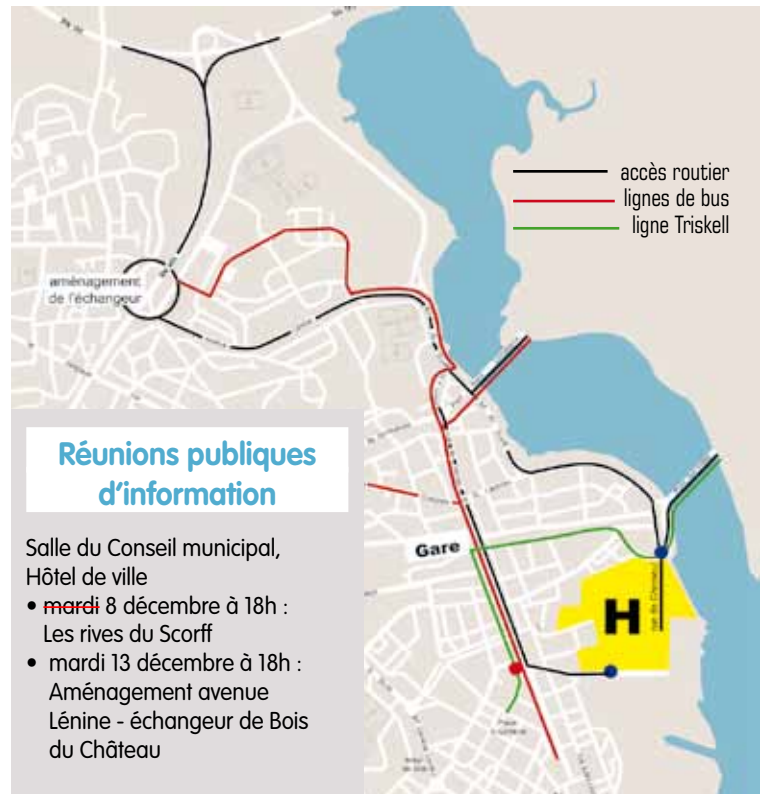 accès routier
lignes de bus
ligne Triskell
aménagement
de l'échangeur
Gare
H
Réunions publiques
d'information
Salle du Conseil municipal,
Hôtel de ville
• mardi 8 décembre à 18h :
Les rives du Scorff
• mardi 13 décembre à 18h :
Aménagement avenue
Lénine - échangeur de Bois
du Château